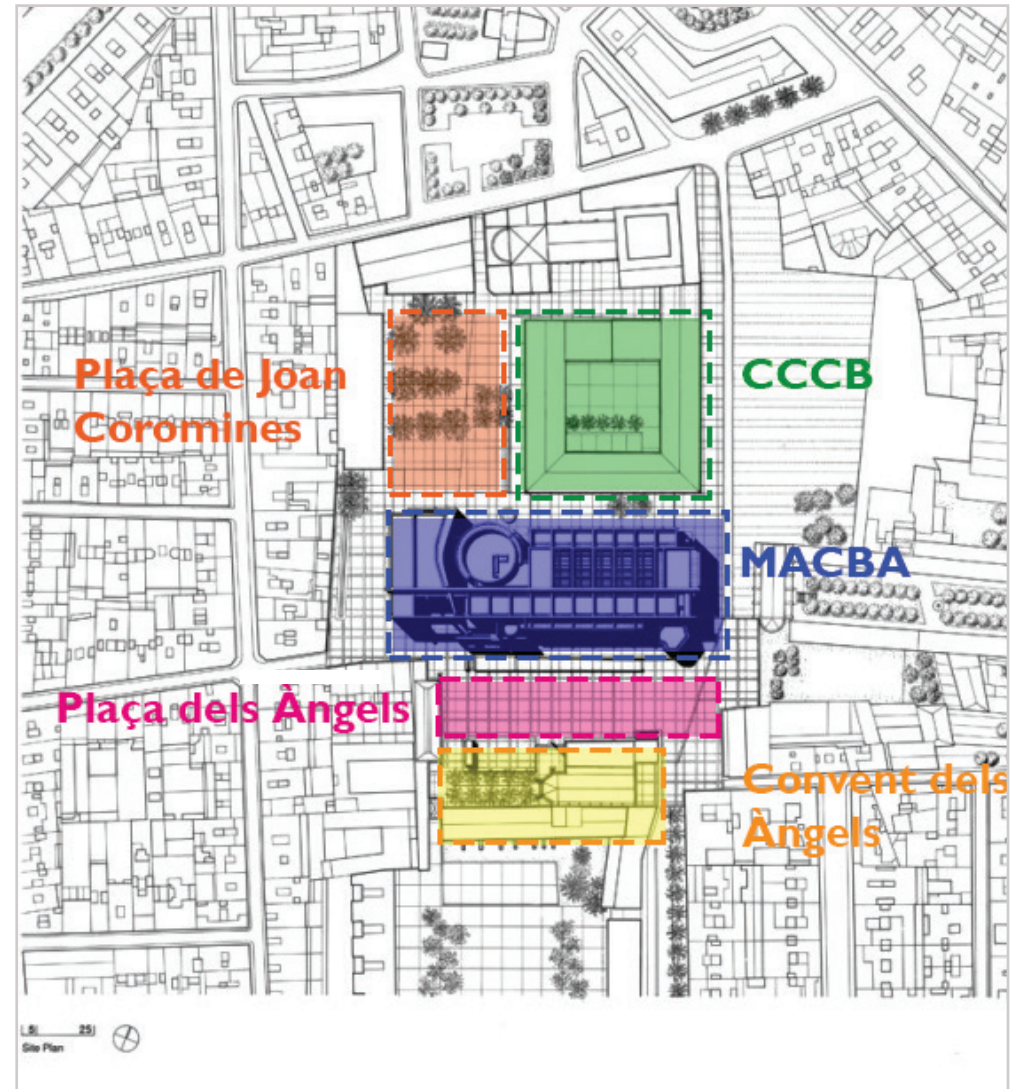 Plaça de Joan
Coromines
CCCB
MACBA
Plaça dels Àngels
Convent dels
Àngels
5 25
Site Plan